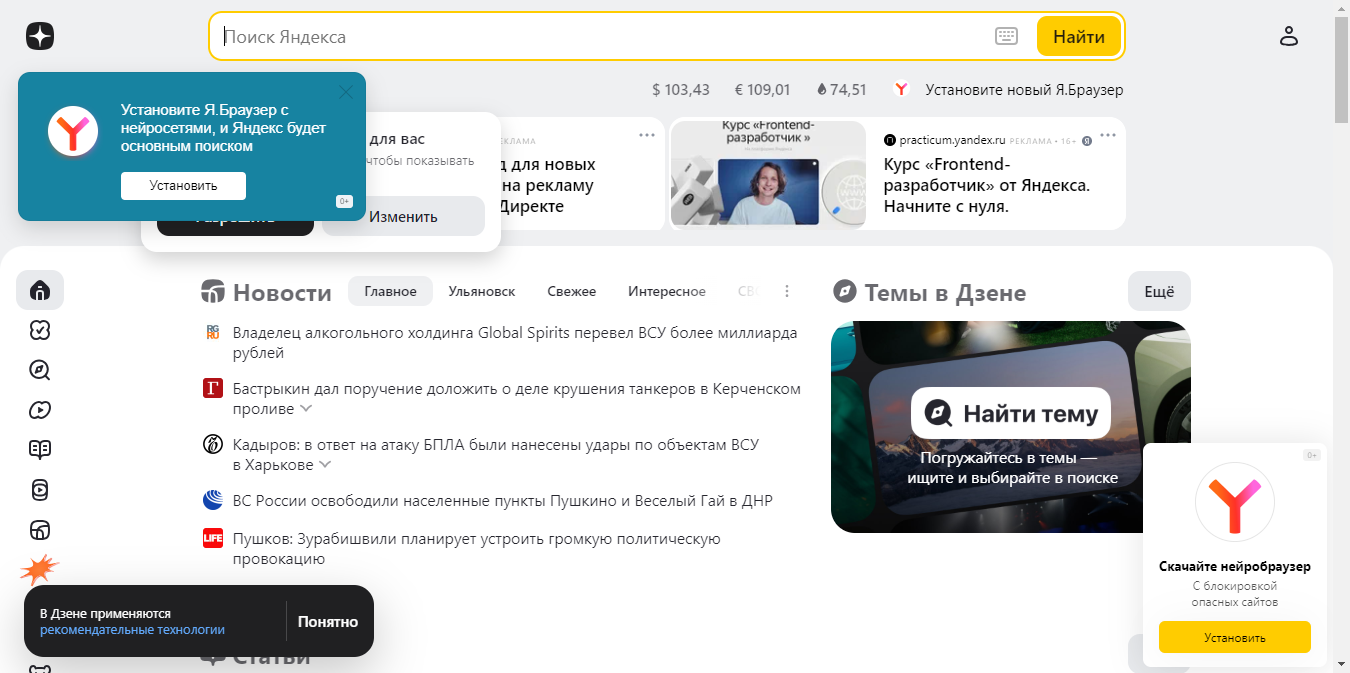 Поиск Яндекса
Найти
$ 103,43
€ 109,01
74,51
Установите новый Я.Браузер
Установите Я.Браузер с
нейросетями, и Яндекс будет
основным поиском
Установить
0+
для вас
чтобы показывать
Разрешить
Изменить
д для новых
на рекламу
Директе
Курс «Frontend-
разработчик »
practicum.yandex.ru РЕКЛАМА • 16+
Курс «Frontend-
разработчик» от Яндекса.
Начните с нуля.
Новости
Главное
Ульяновск
Свежее
Интересное
Владелец алкогольного холдинга Global Spirits перевел ВСУ более миллиарда
рублей
Бастрыкин дал поручение доложить о деле крушения танкеров в Керченском
проливе
Кадыров: в ответ на атаку БПЛА были нанесены удары по объектам ВСУ
в Харькове
ВС России освободили населенные пункты Пушкино и Веселый Гай в ДНР
LIFE
Пушков: Зурабишвили планирует устроить громкую политическую
провокацию
Темы в Дзене
Ещё
Найти тему
Погружайтесь в темы —
ищите и выбирайте в поиске
0+
Скачайте нейробраузер
С блокировкой
опасных сайтов
Установить
В Дзене применяются
рекомендательные технологии
Понятно
Статьи